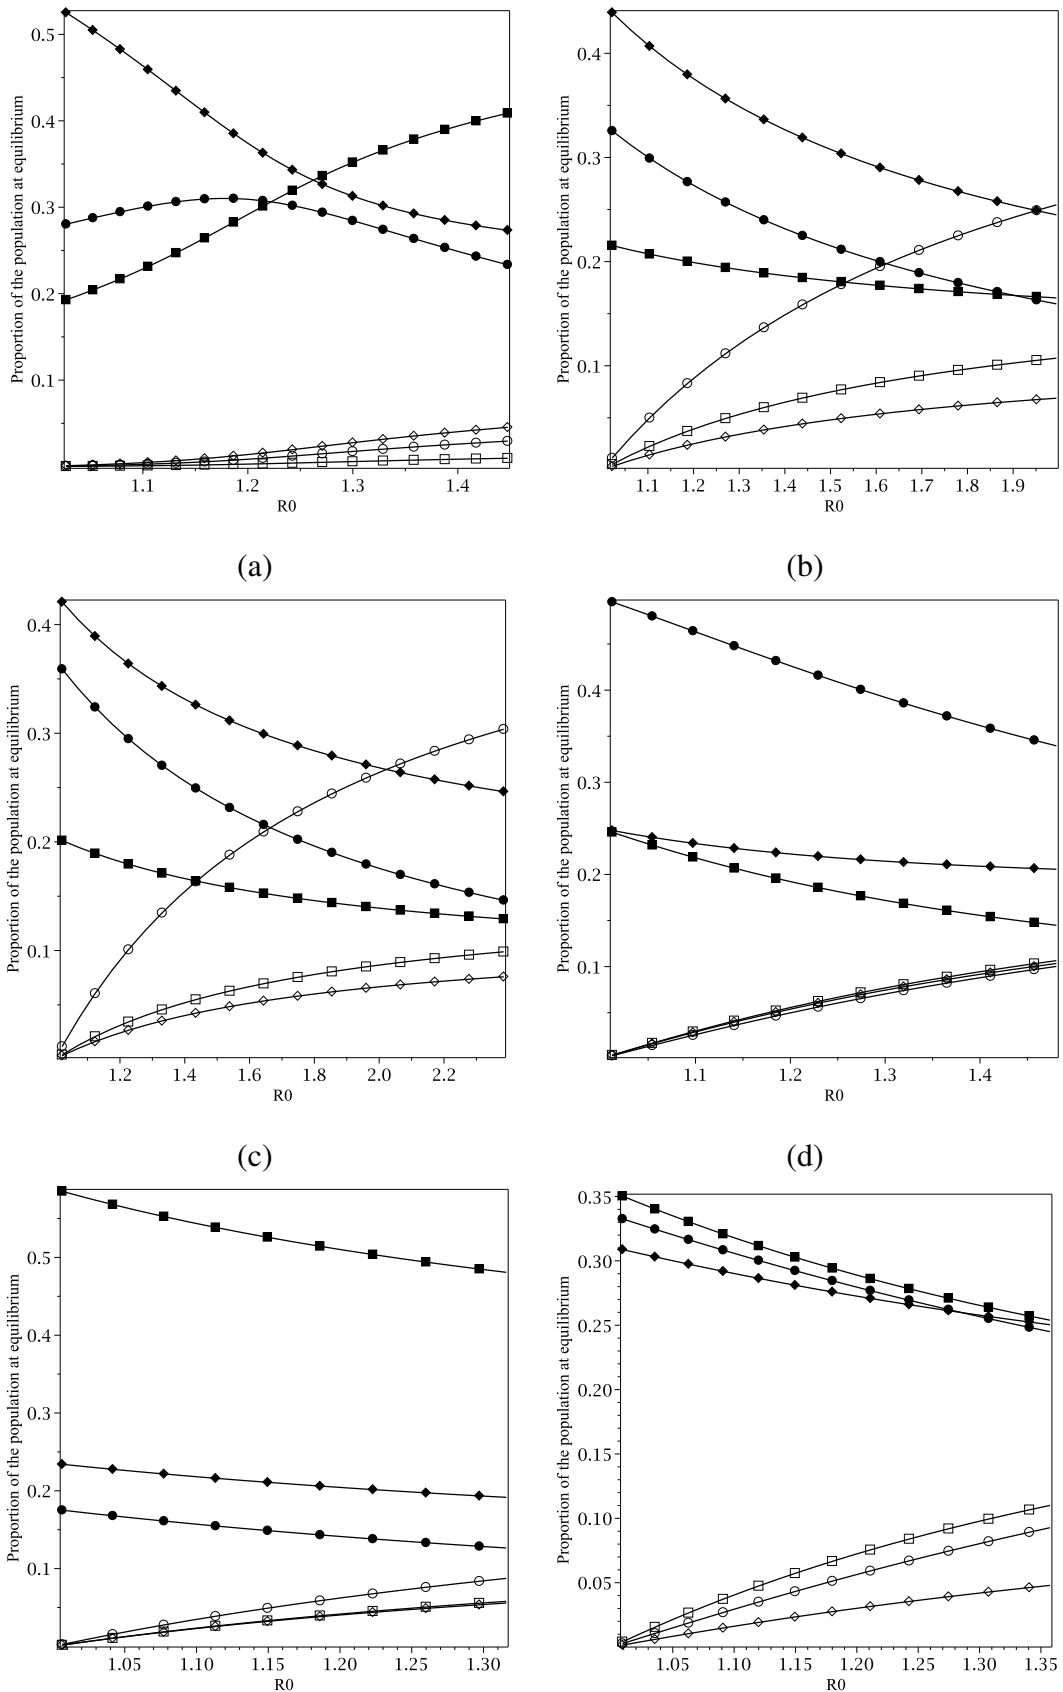 Proportion of the population at equilibrium
0.5
0.4
0.3
0.2
0.1
1.1 1.2 1.3 1.4
R0
(a)
Proportion of the population at equilibrium
0.4
0.3
0.2
0.1
1.1 1.2 1.3 1.4 1.5 1.6 1.7 1.8 1.9
R0
(b)
Proportion of the population at equilibrium
0.4
0.3
0.2
0.1
1.2 1.4 1.6 1.8 2.0 2.2
R0
(c)
Proportion of the population at equilibrium
0.4
0.3
0.2
0.1
1.1 1.2 1.3 1.4
R0
(d)
Proportion of the population at equilibrium
0.5
0.4
0.3
0.2
0.1
1.05 1.10 1.15 1.20 1.25 1.30
R0
Proportion of the population at equilibrium
0.35
0.30
0.25
0.20
0.15
0.10
0.05
1.05 1.10 1.15 1.20 1.25 1.30 1.35
R0